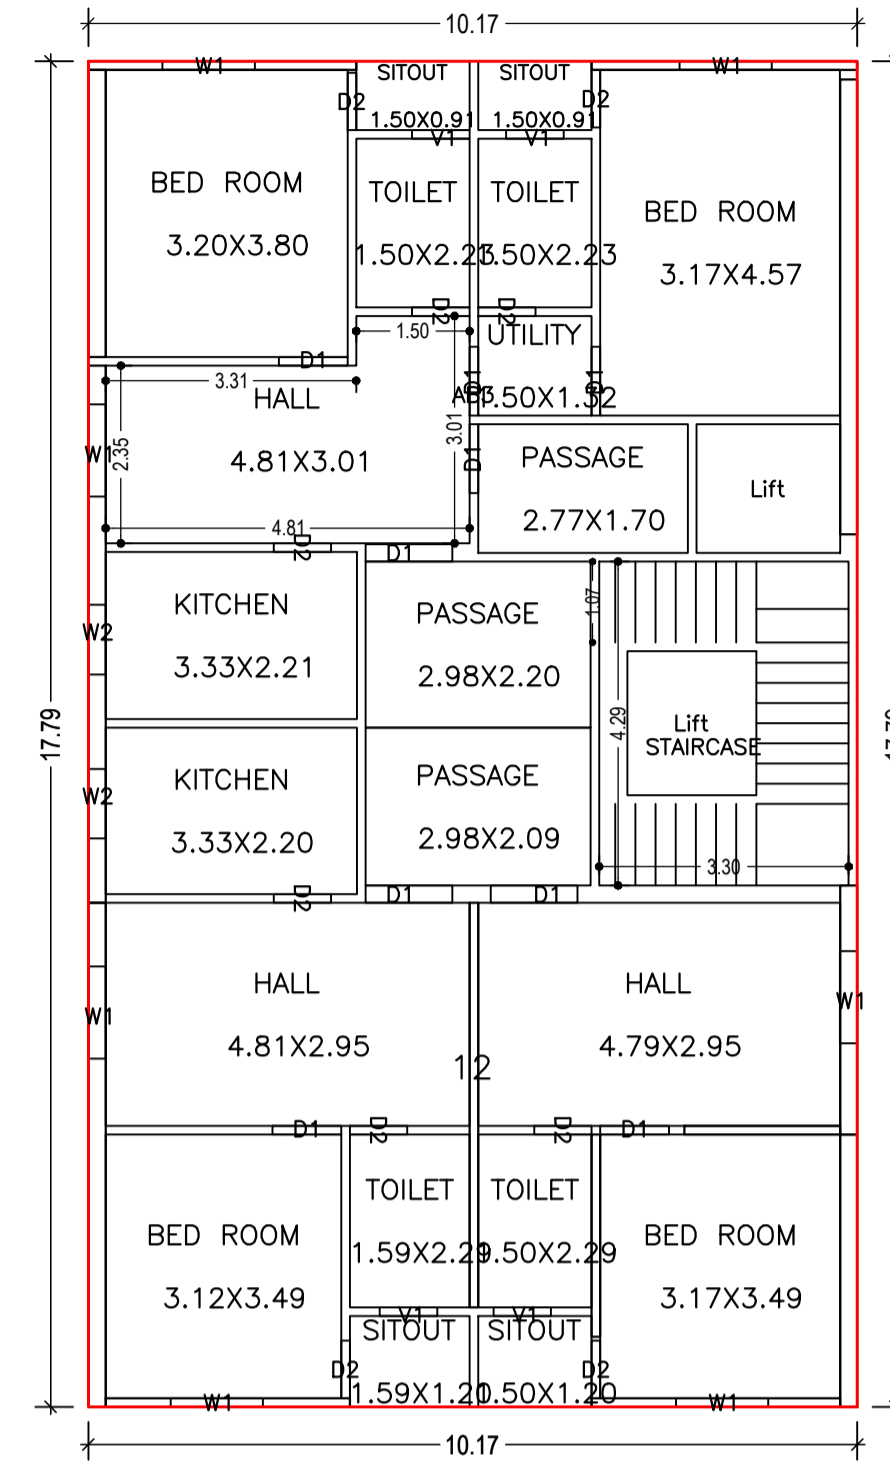 10.17
W1
SITOUT
SITOUT
W1
D2
D2
1.50X0.91
1.50X0.91
V1
V1
BED ROOM
TOILET
TOILET
BED ROOM
3.20X3.80
1.50X2.23
1.50X2.23
3.17X4.57
D2
D2
1.50
UTILITY
D1
3.31
HALL
D1
D1
1.50X1.32
W1
2.35
3.01
4.81X3.01
D1
PASSAGE
Lift
2.77X1.70
4.81
D2
D1
KITCHEN
PASSAGE
1.07
W2
3.33X2.21
2.98X2.20
17.79
4.29
Lift
STAIRCASE
KITCHEN
PASSAGE
W2
3.33X2.20
2.98X2.09
3.30
D2
D1
D1
HALL
HALL
W1
W1
4.81X2.95
4.79X2.95
12
D1
D2
D2
D1
TOILET
TOILET
BED ROOM
BED ROOM
1.59X2.29
1.50X2.29
3.12X3.49
3.17X3.49
V1
V1
SITOUT
SITOUT
D2
D2
1.59X1.20
1.50X1.20
W1
W1
10.17